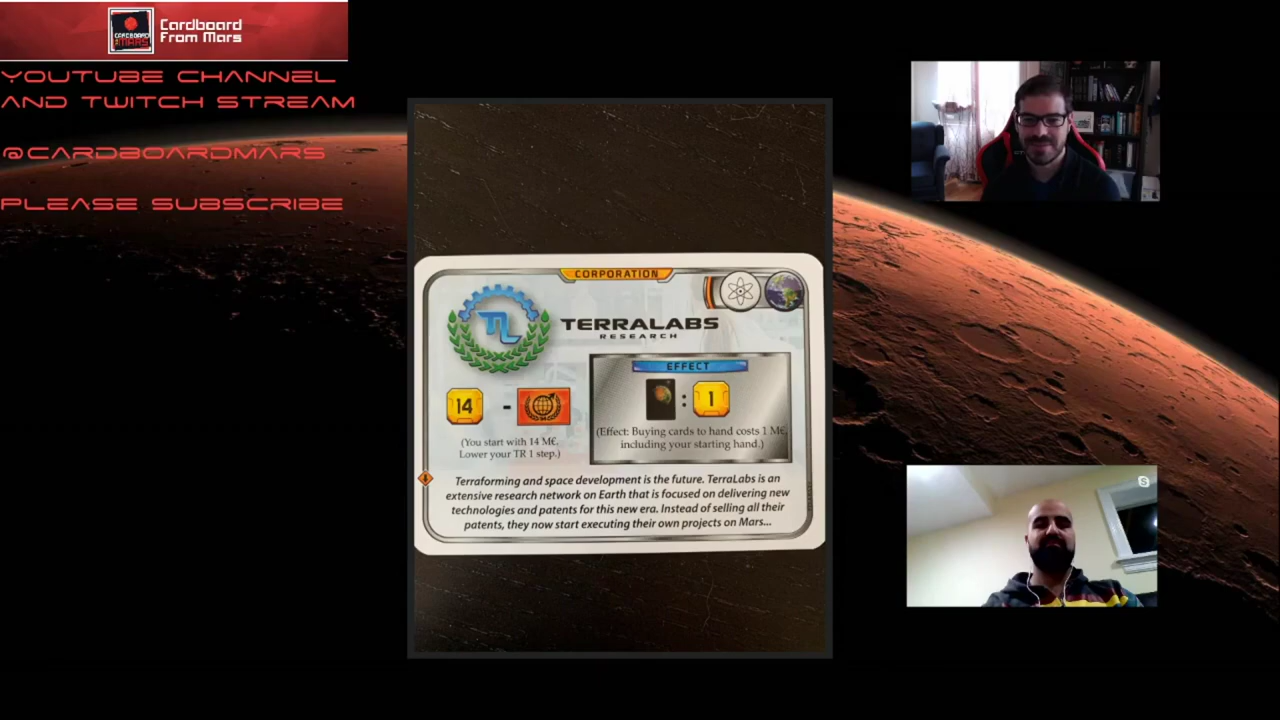 CARDBOARD
MARS
Cardboard
From Mars
YOUTUBE CHANNEL
AND TWITCH STREAM
@CARDBOARDMARS
PLEASE SUBSCRIBE
CORPORATION
TL
TERRALABS
RESEARCH
EFFECT
14
-
: 1
(Effect: Buying cards to hand costs 1 M€,
including your starting hand.)
(You start with 14 M€.
Lower your TR 1 step.)
Terraforming and space development is the future. TerraLabs is an
extensive research network on Earth that is focused on delivering new
technologies and patents for this new era. Instead of selling all their
patents, they now start executing their own projects on Mars...
S